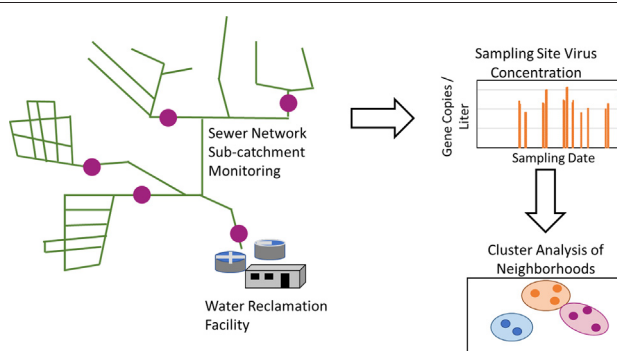 Sewer Network
Sub-catchment
Monitoring
Water Reclamation
Facility
Sampling Site Virus
Concentration
Gene Copies /
Liter
Sampling Date
Cluster Analysis of
Neighborhoods